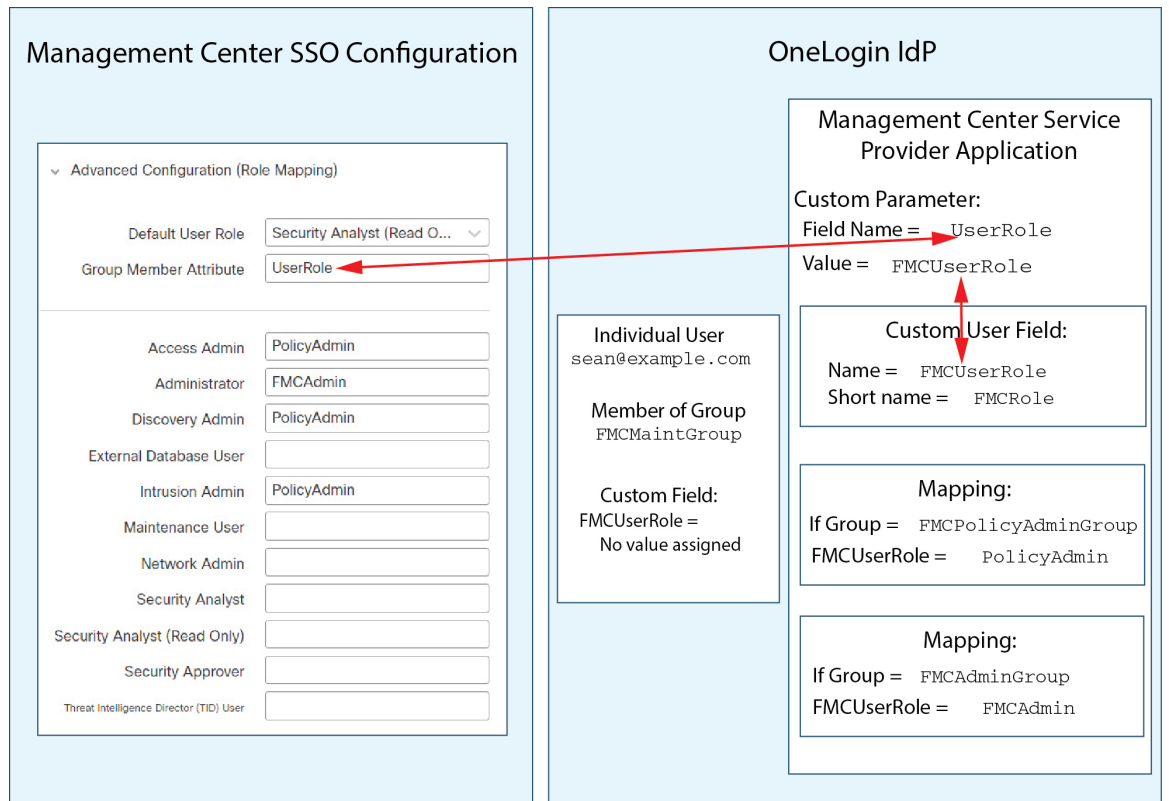 Management Center SSO Configuration
Advanced Configuration (Role Mapping)
Default User Role Security Analyst (Read O...
Group Member Attribute UserRole
Access Admin PolicyAdmin
Administrator FMCAdmin
Discovery Admin PolicyAdmin
External Database User
Intrusion Admin PolicyAdmin
Maintenance User
Network Admin
Security Analyst
Security Analyst (Read Only)
Security Approver
Threat Intelligence Director (TID) User
OneLogin IdP
Individual User
sean@example.com
Member of Group
FMCMaintGroup
Custom Field:
FMCUserRole =
No value assigned
Management Center Service
Provider Application
Custom Parameter:
Field Name = UserRole
Value = FMCUserRole
Custom User Field:
Name = FMCUserRole
Short name = FMCRole
Mapping:
If Group = FMCPolicyAdminGroup
FMCUserRole = PolicyAdmin
Mapping:
If Group = FMCAdminGroup
FMCUserRole = FMCAdmin